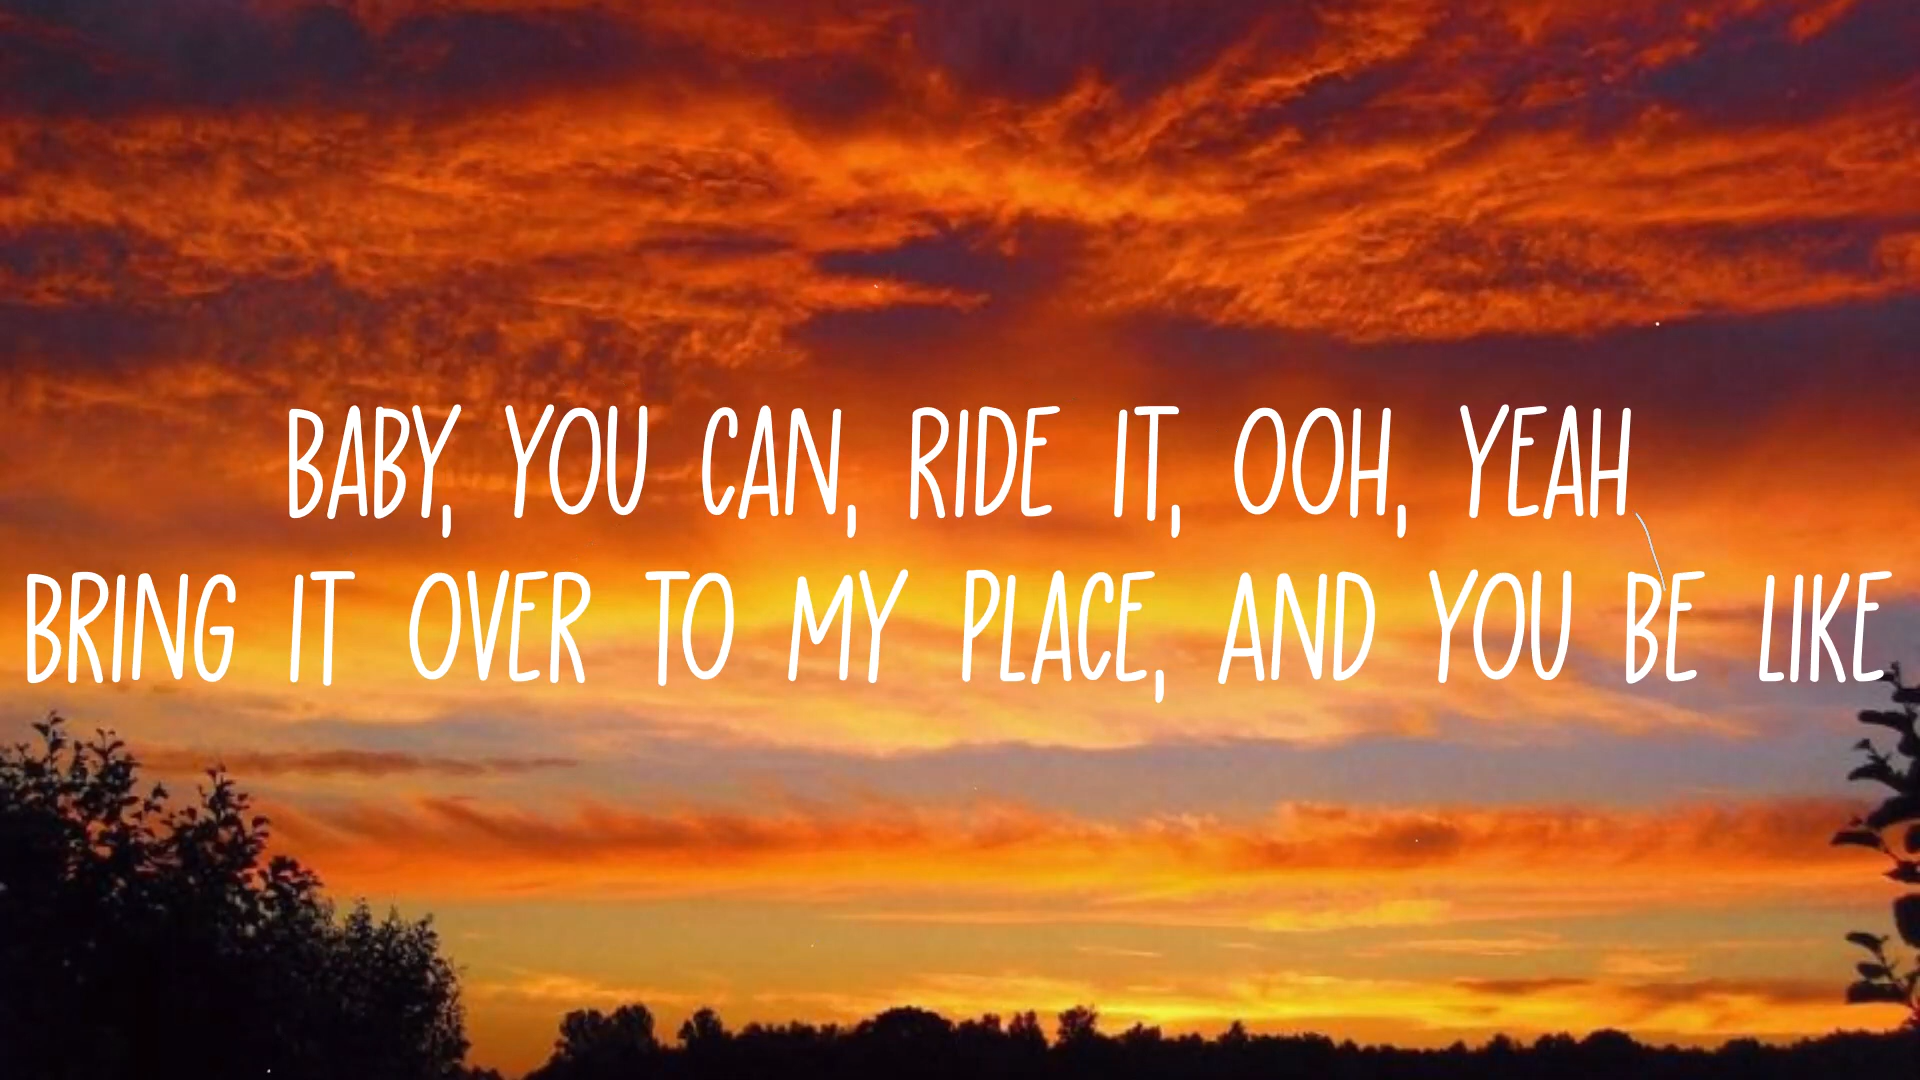 BABY, YOU CAN, RIDE IT, OOH, YEAH
BRING IT OVER TO MY PLACE, AND YOU BE LIKE